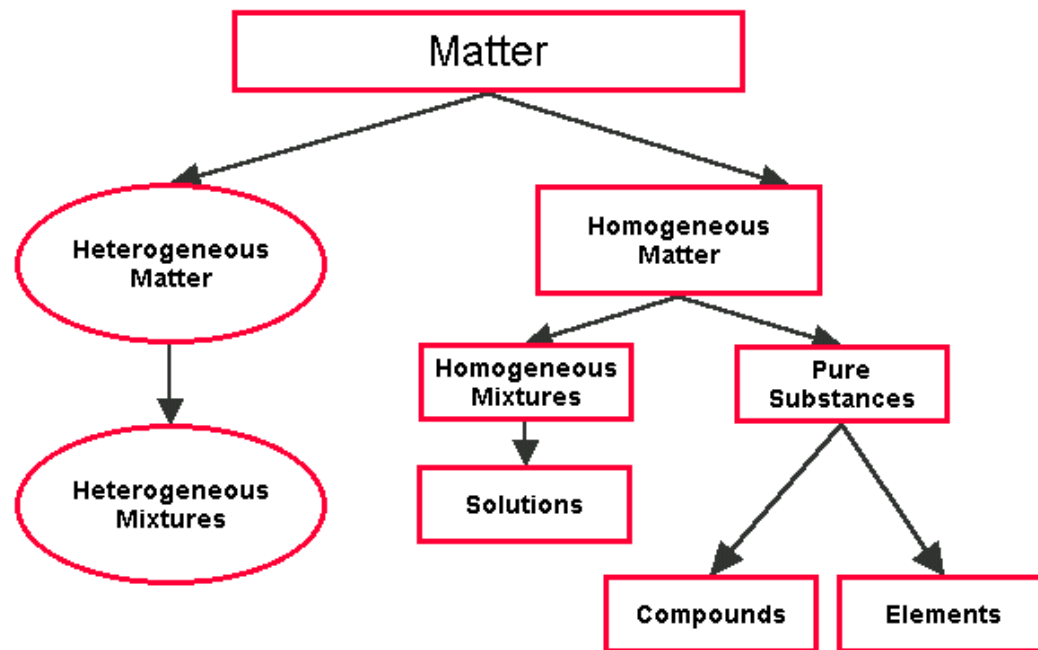 Matter
Heterogeneous
Matter
Homogeneous
Matter
Homogeneous
Mixtures
Pure
Substances
Heterogeneous
Mixtures
Solutions
Compounds
Elements